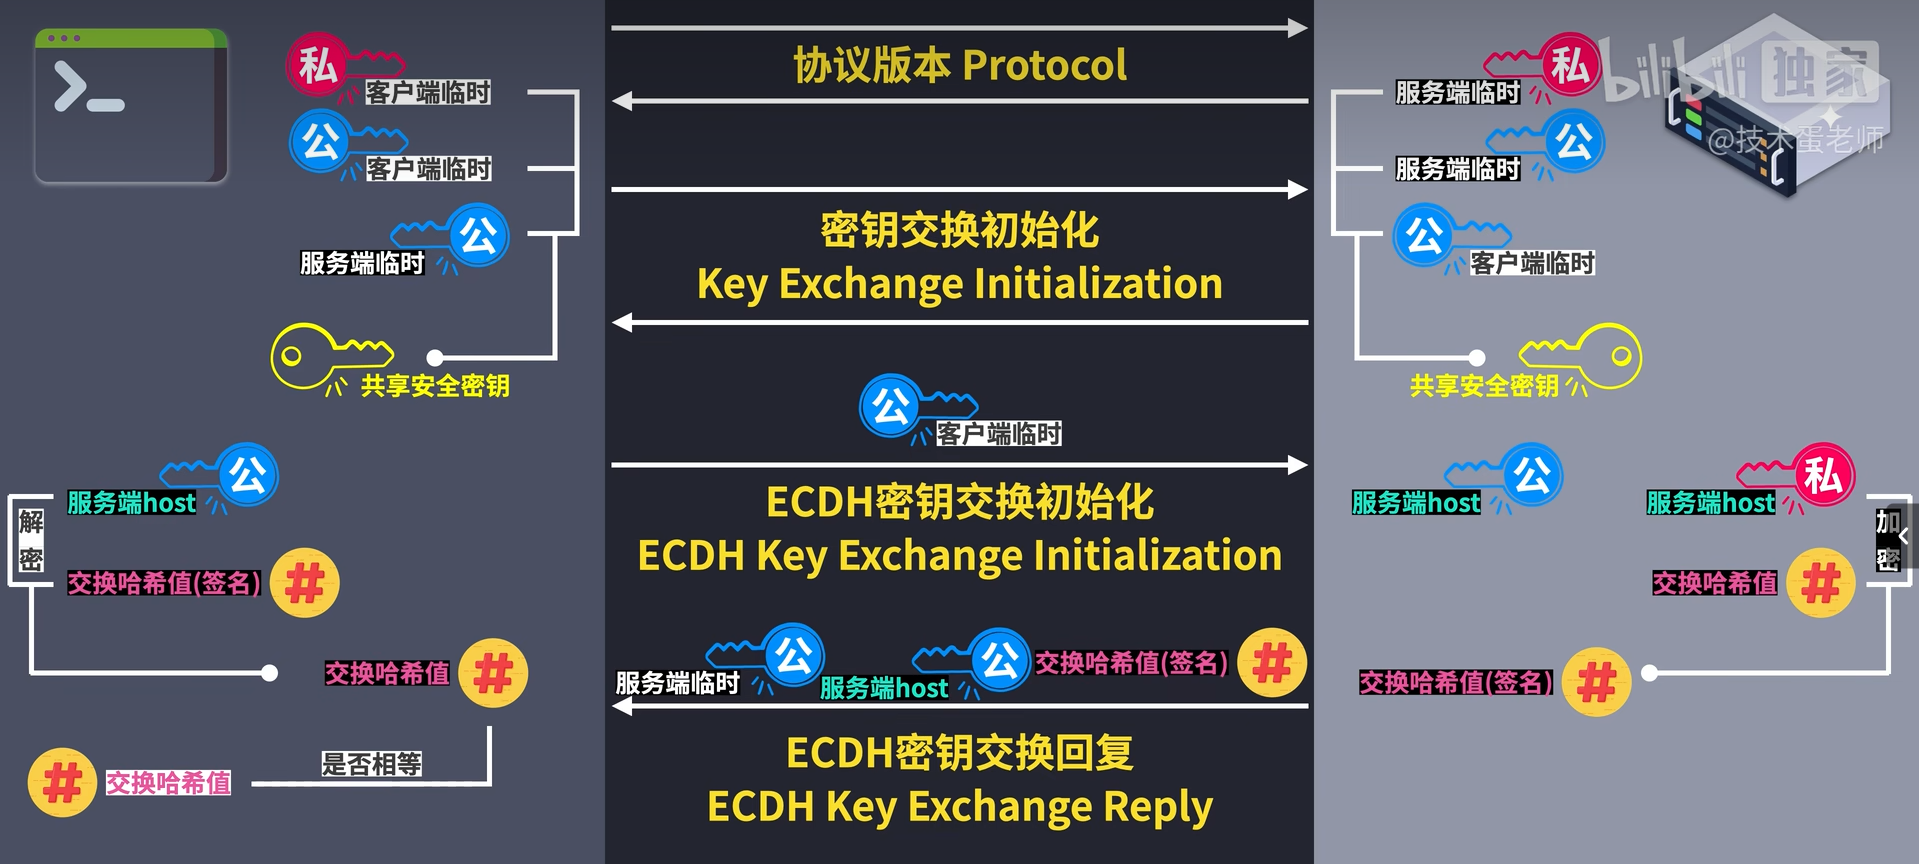 >_
私
客户端临时
公
客户端临时
公
服务端临时
共享安全密钥
公
服务端host
解密
交换哈希值(签名)
#
交换哈希值
#
#
交换哈希值
是否相等
协议版本 Protocol
密钥交换初始化
Key Exchange Initialization
公
客户端临时
ECDH密钥交换初始化
ECDH Key Exchange Initialization
公
服务端临时
公
服务端host
交换哈希值(签名)
#
ECDH密钥交换回复
ECDH Key Exchange Reply
私
服务端临时
公
服务端临时
公
客户端临时
共享安全密钥
公
服务端host
私
服务端host
加密
交换哈希值
#
交换哈希值(签名)
#
bilibili 独家
@技术蛋老师